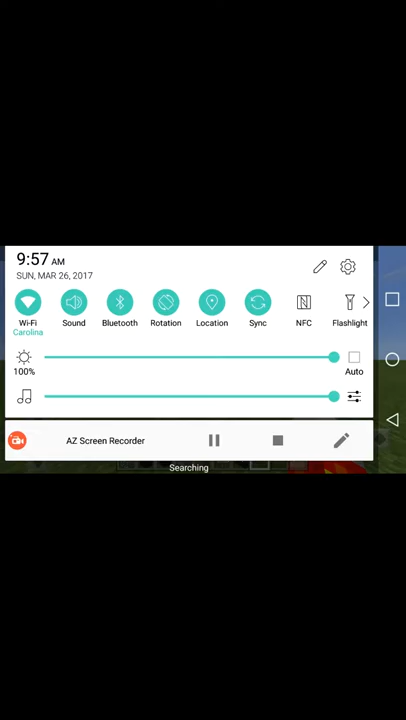 9:57 AM
SUN, MAR 26, 2017
Wi-Fi Sound Bluetooth Rotation Location Sync NFC Flashlight
Carolina
100% Auto
AZ Screen Recorder
Searching